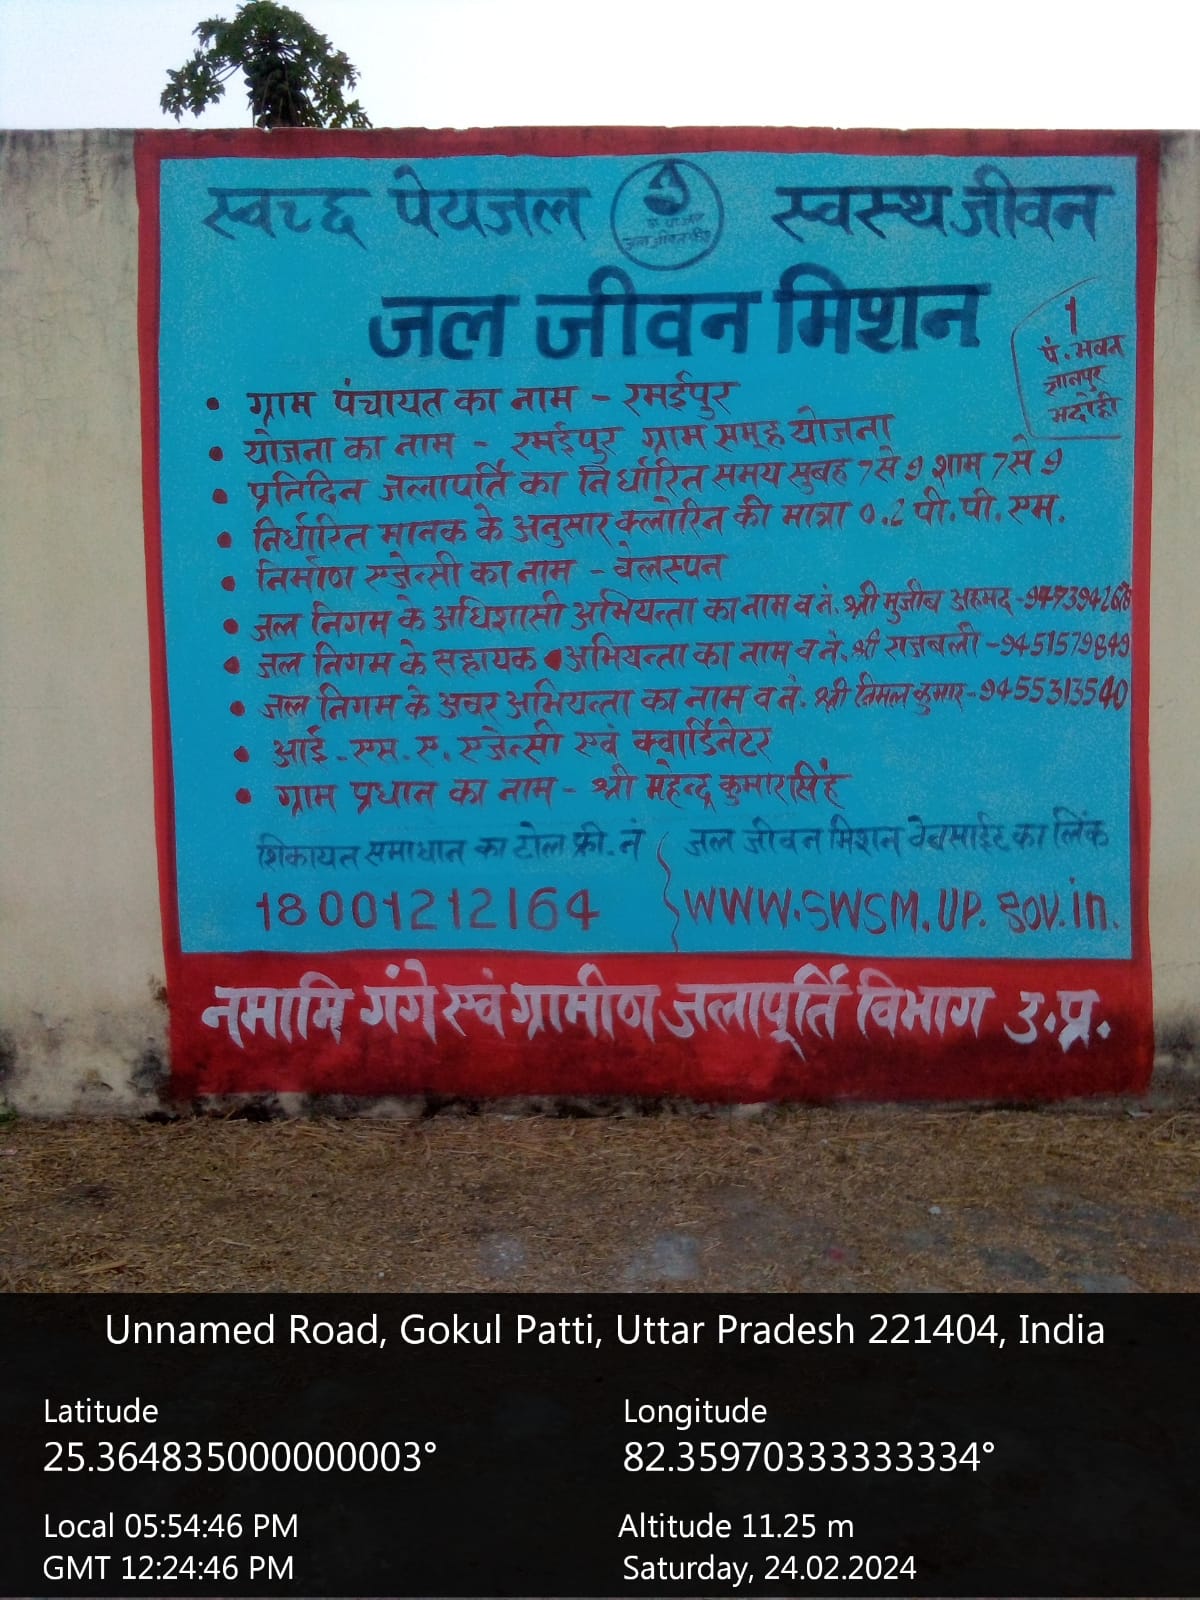 स्वच्छ पेयजल स्वस्थ जीवन
जल जीवन मिशन
1
पं. भवन
ज्ञानपुर
भदोही
• ग्राम पंचायत का नाम - रमईपुर
• योजना का नाम - रमईपुर ग्राम समूह योजना
• प्रतिदिन जलापर्ति का निर्धारित समय सुबह 7 से 9 शाम 7 से 9
• निर्धारित मानक के अनुसार क्लोरिन की मात्रा 0.2 पी.पी.एम.
• निर्माण एजेन्सी का नाम - वेलस्पन
• जल निगम के अधिशासी अभियन्ता का नाम व नं. श्री मुजीब अहमद -
• जल निगम के सहायक अभियन्ता का नाम व नं. श्री राजबली - 9451579849
• जल निगम के अवर अभियन्ता का नाम व नं. श्री विमल कुमार - 9455313540
• आई.एस.ए. एजेन्सी एवं क्वार्डिनेटर
• ग्राम प्रधान का नाम - श्री महेन्द्र कुमार सिंह
शिकायत समाधान का टोल फ्री. नं जल जीवन मिशन वेबसाईट का लिंक
18001212164 WWW.SWSM.UP.gov.in.
नमामि गंगे एवं ग्रामीण जलापूर्ति विभाग उ.प्र.
Unnamed Road, Gokul Patti, Uttar Pradesh 221404, India
Latitude Longitude
25.364835000000003° 82.35970333333334°
Local 05:54:46 PM Altitude 11.25 m
GMT 12:24:46 PM Saturday, 24.02.2024